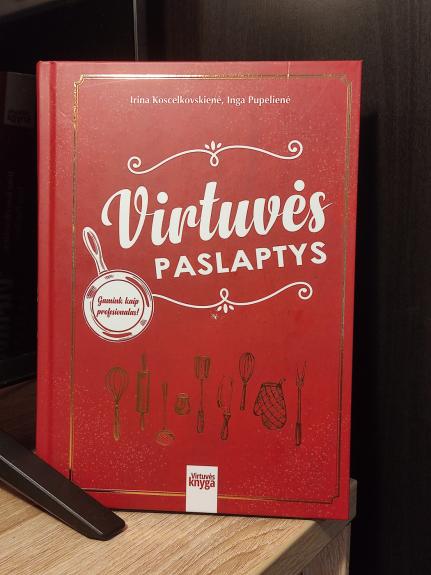 Irina Koscelkovskienė, Inga Pupelienė
Virtuvės
PASLAPTYS
Gamink kaip
profesionalas!
Virtuvės
knyga